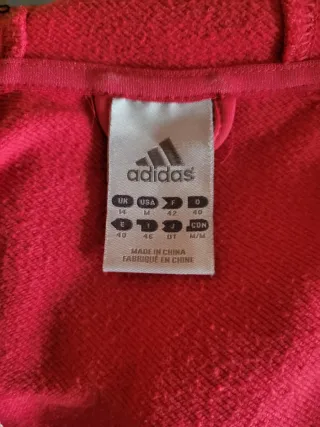 adidas
UK USA F D
14 M 42 40
E I J CDN
40 46 OT M/M
MADE IN CHINA
FABRIQUÉ EN CHINE